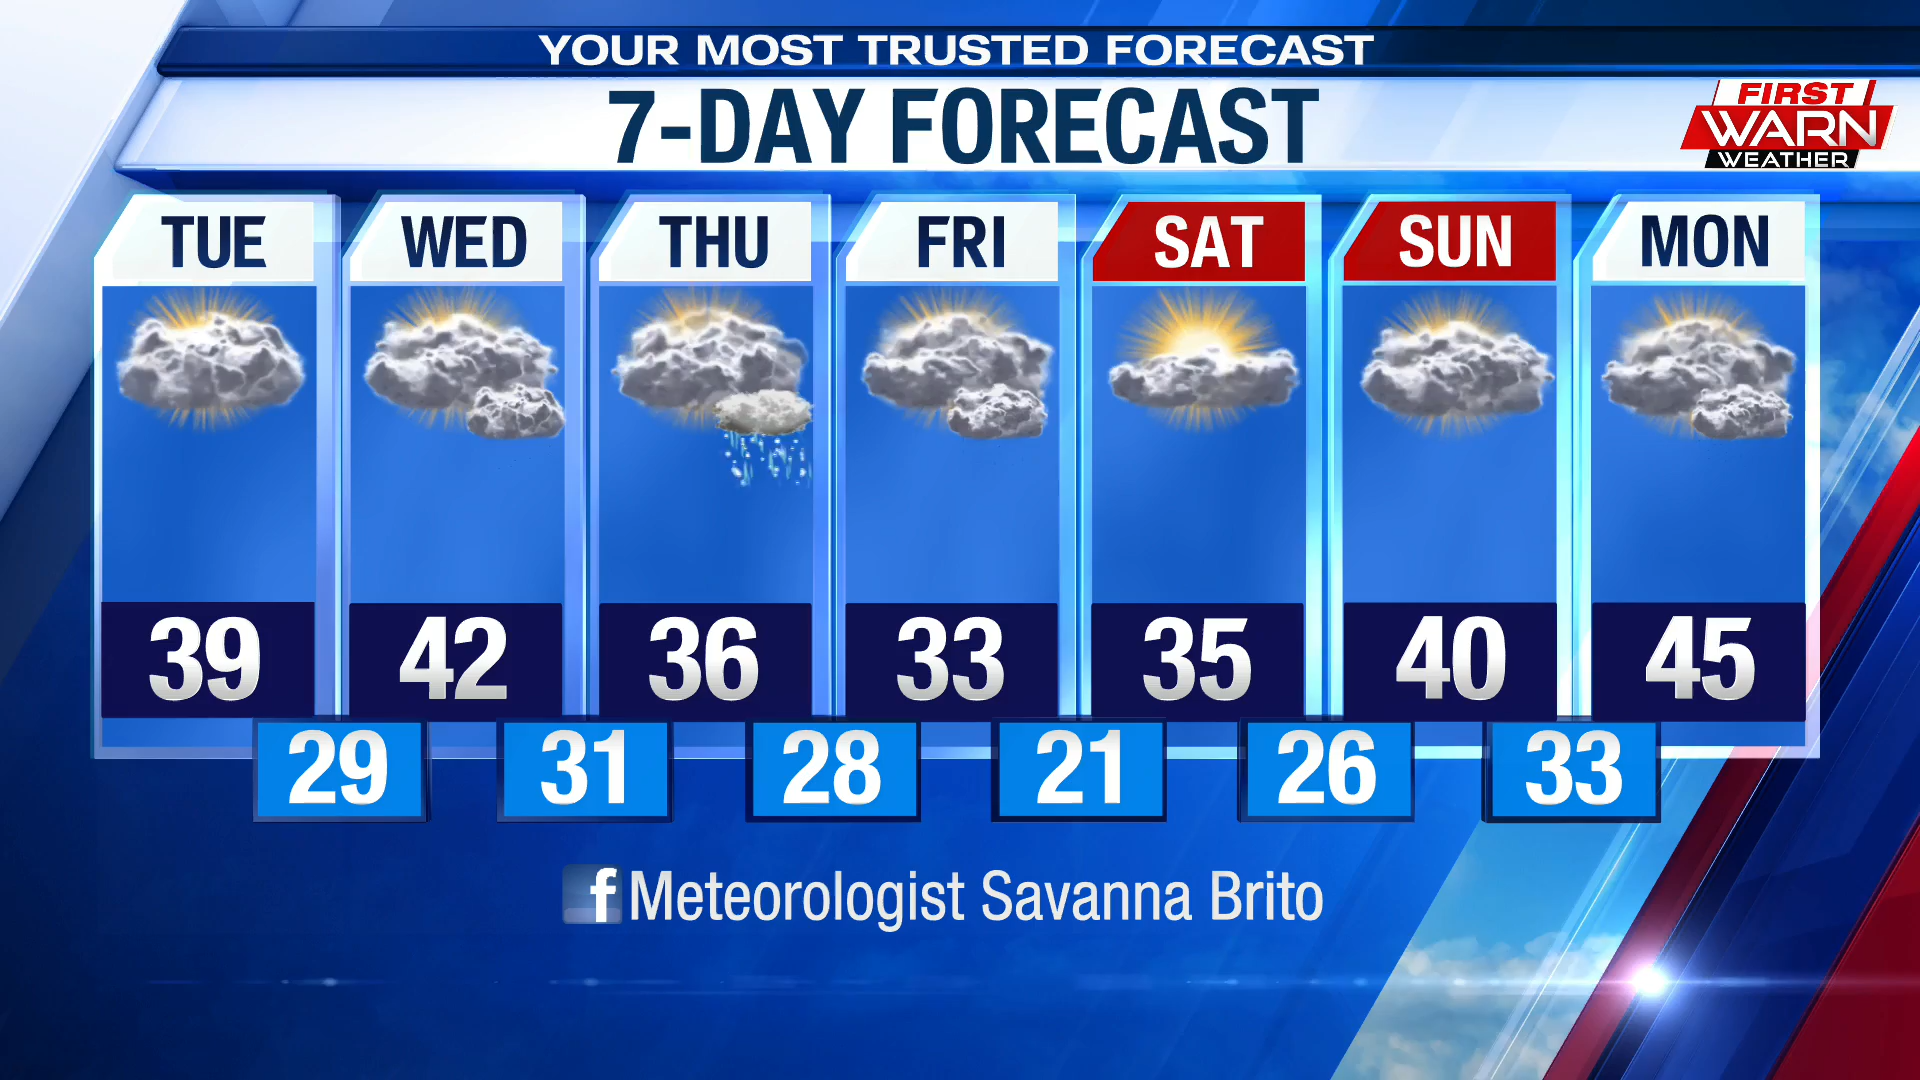 YOUR MOST TRUSTED FORECAST
7-DAY FORECAST
FIRST
WARN
WEATHER
TUE WED THU FRI SAT SUN MON
39 42 36 33 35 40 45
29 31 28 21 26 33
f Meteorologist Savanna Brito